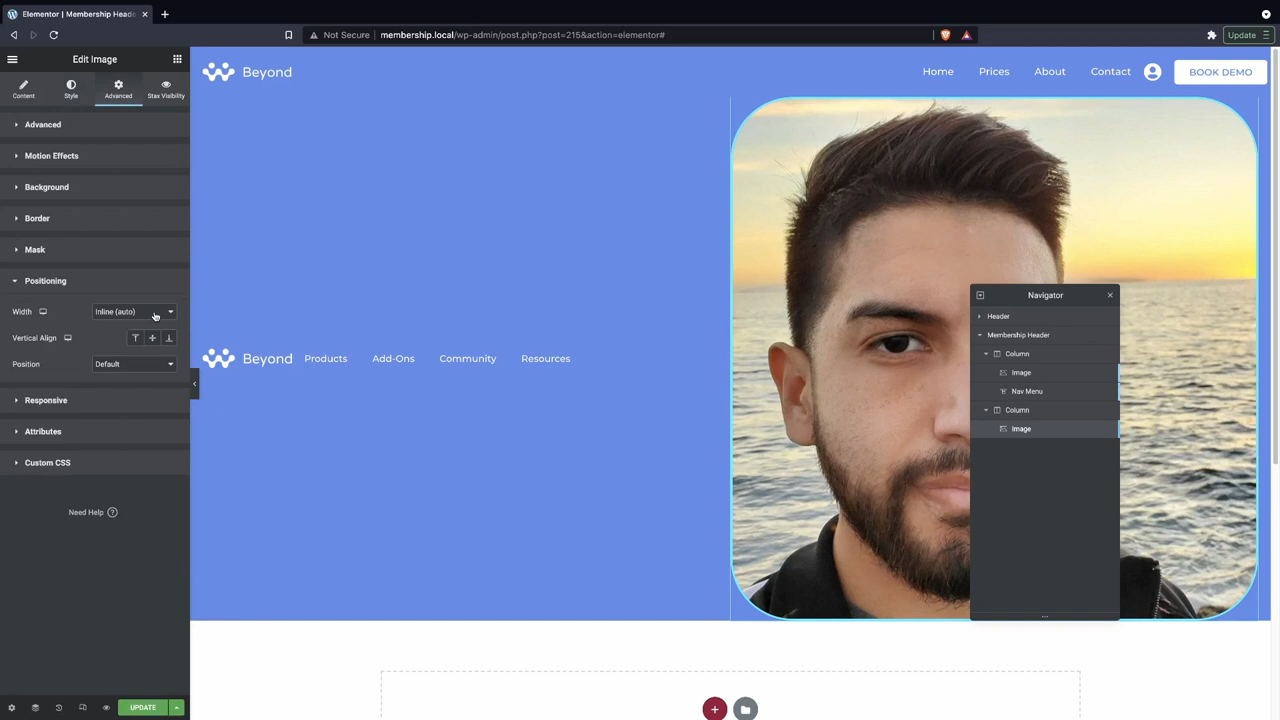 Elementor | Membership Heade
Not Secure
membership.local/wp-admin/post.php?post=215&action=elementor#
Update
Edit Image
Content
Style
Advanced
Stax Visibility
Advanced
Motion Effects
Background
Border
Mask
Positioning
Width
Inline (auto)
Vertical Align
Position
Default
Responsive
Attributes
Custom CSS
Need Help
UPDATE
Beyond
Home
Prices
About
Contact
BOOK DEMO
Beyond
Products
Add-Ons
Community
Resources
Navigator
Header
Membership Header
Column
Image
Nav Menu
Column
Image